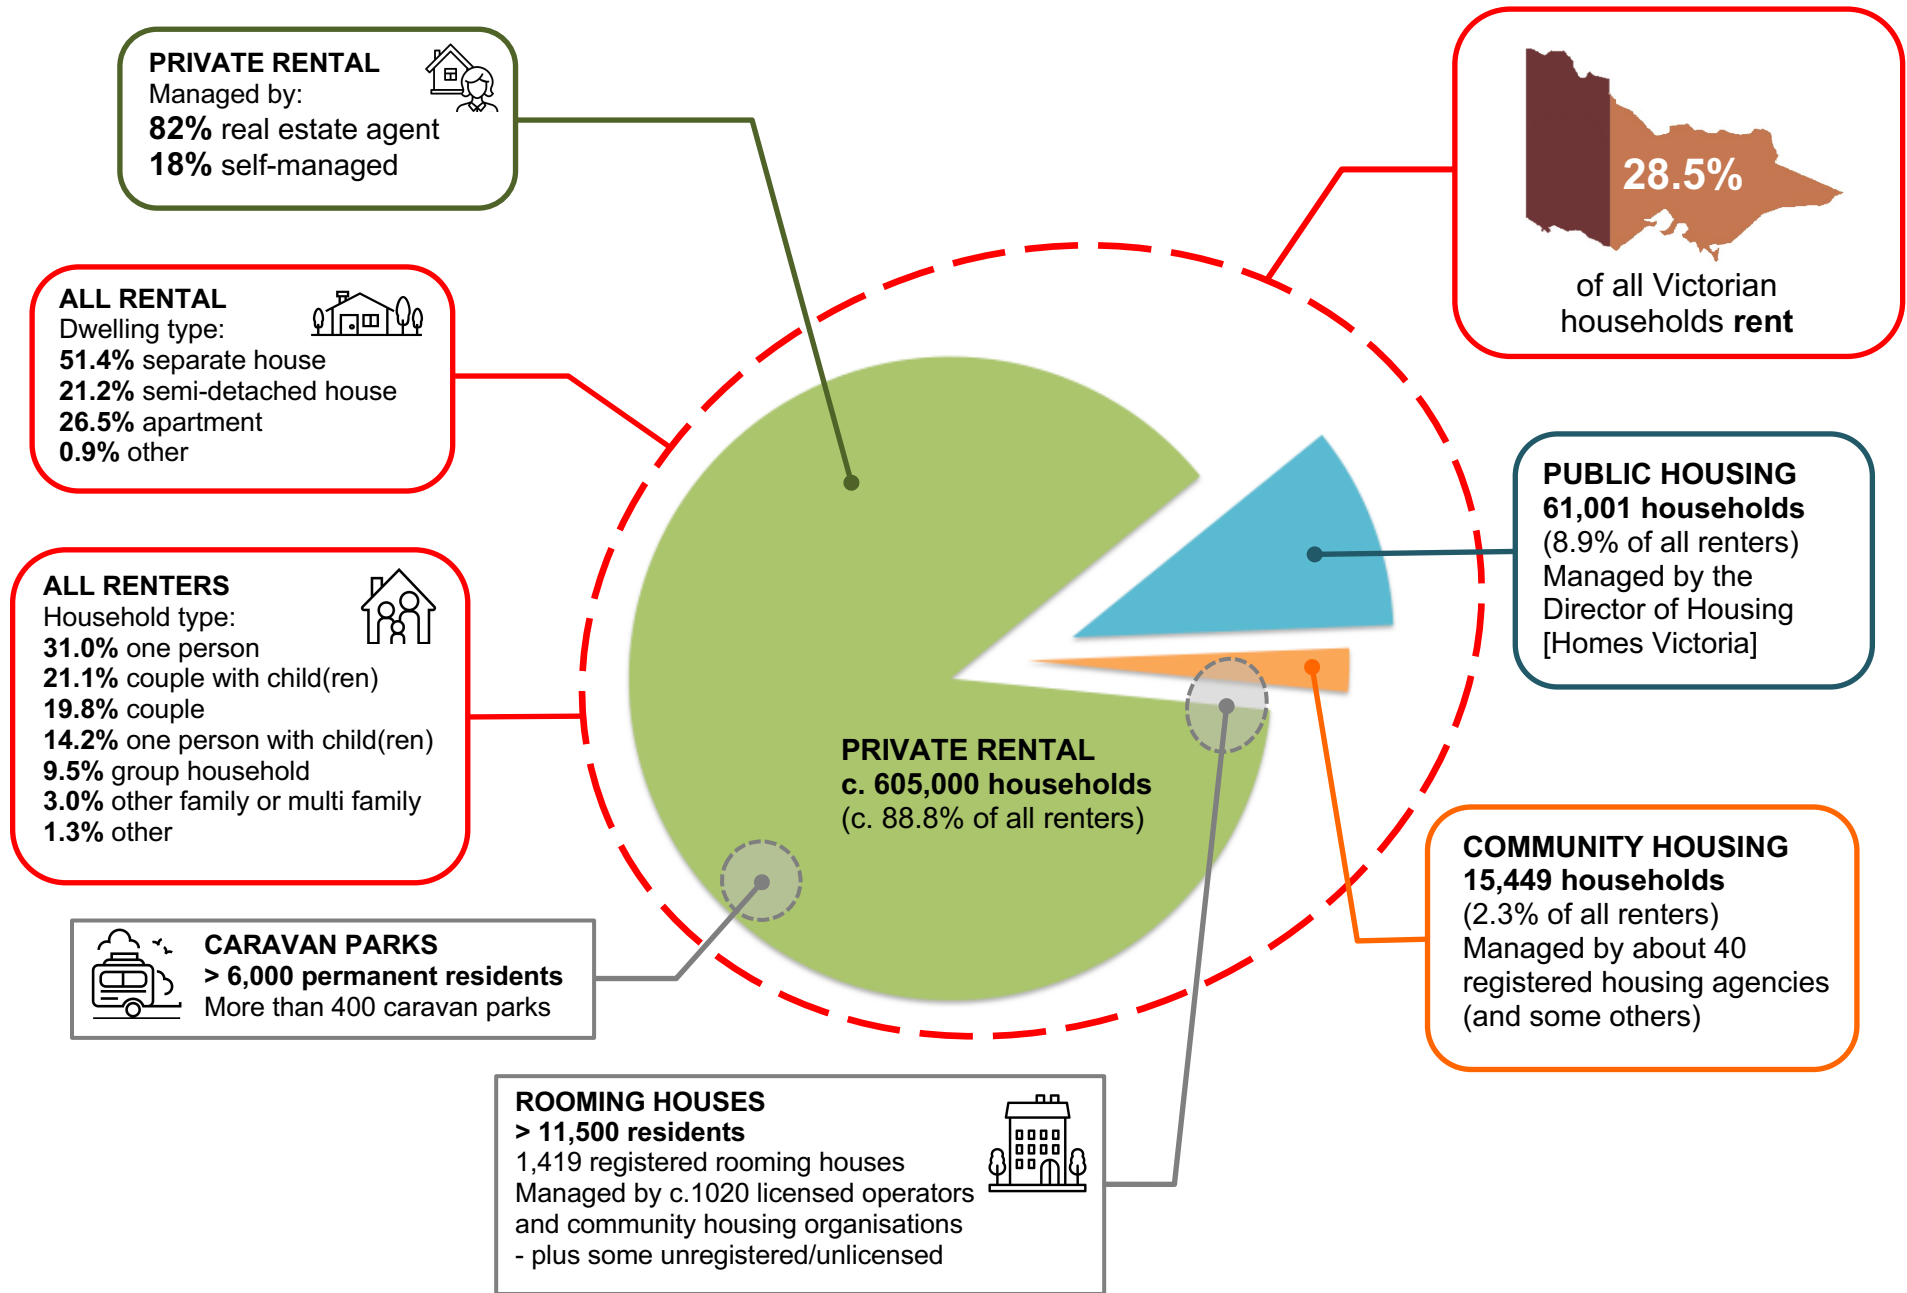 PRIVATE RENTAL
Managed by:
82% real estate agent
18% self-managed
28.5%
of all Victorian
households rent
ALL RENTAL
Dwelling type:
51.4% separate house
21.2% semi-detached house
26.5% apartment
0.9% other
PUBLIC HOUSING
61,001 households
(8.9% of all renters)
Managed by the
Director of Housing
[Homes Victoria]
ALL RENTERS
Household type:
31.0% one person
21.1% couple with child(ren)
19.8% couple
14.2% one person with child(ren)
9.5% group household
3.0% other family or multi family
1.3% other
PRIVATE RENTAL
c. 605,000 households
(c. 88.8% of all renters)
COMMUNITY HOUSING
15,449 households
(2.3% of all renters)
Managed by about 40
registered housing agencies
(and some others)
CARAVAN PARKS
> 6,000 permanent residents
More than 400 caravan parks
ROOMING HOUSES
> 11,500 residents
1,419 registered rooming houses
Managed by c.1020 licensed operators
and community housing organisations
- plus some unregistered/unlicensed